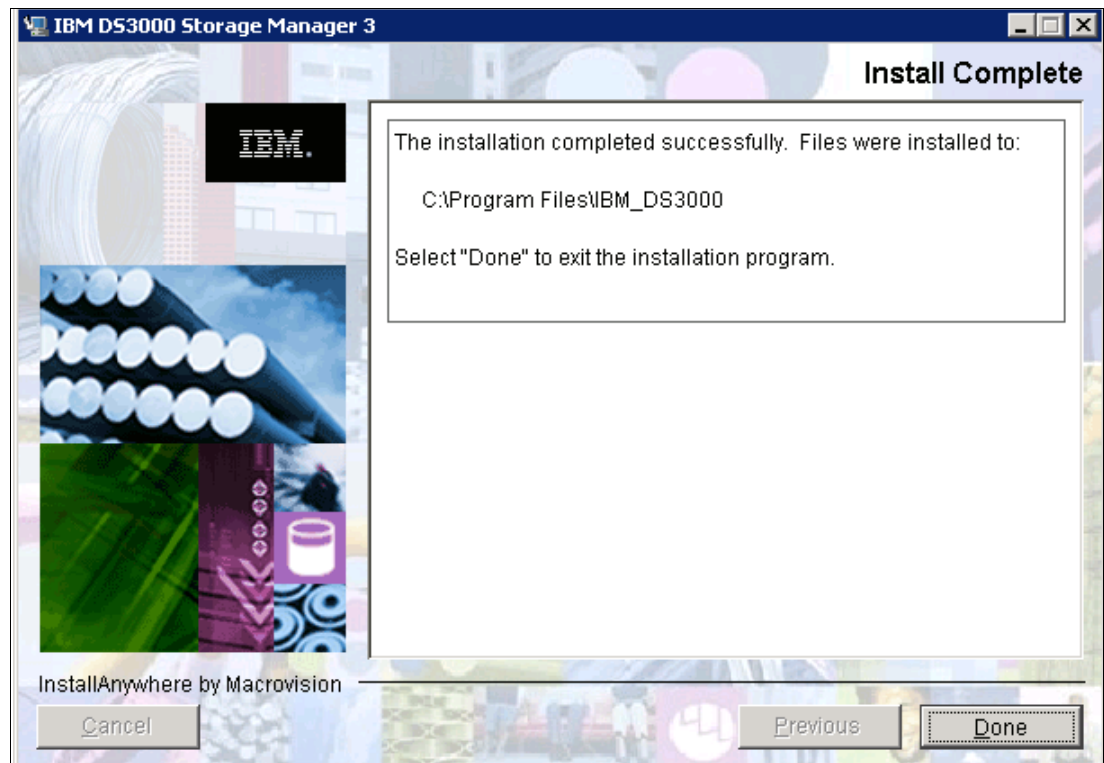 IBM DS3000 Storage Manager 3
Install Complete
IBM.
The installation completed successfully. Files were installed to:
C:\Program Files\IBM_DS3000
Select "Done" to exit the installation program.
InstallAnywhere by Macrovision
Cancel
Previous
Done